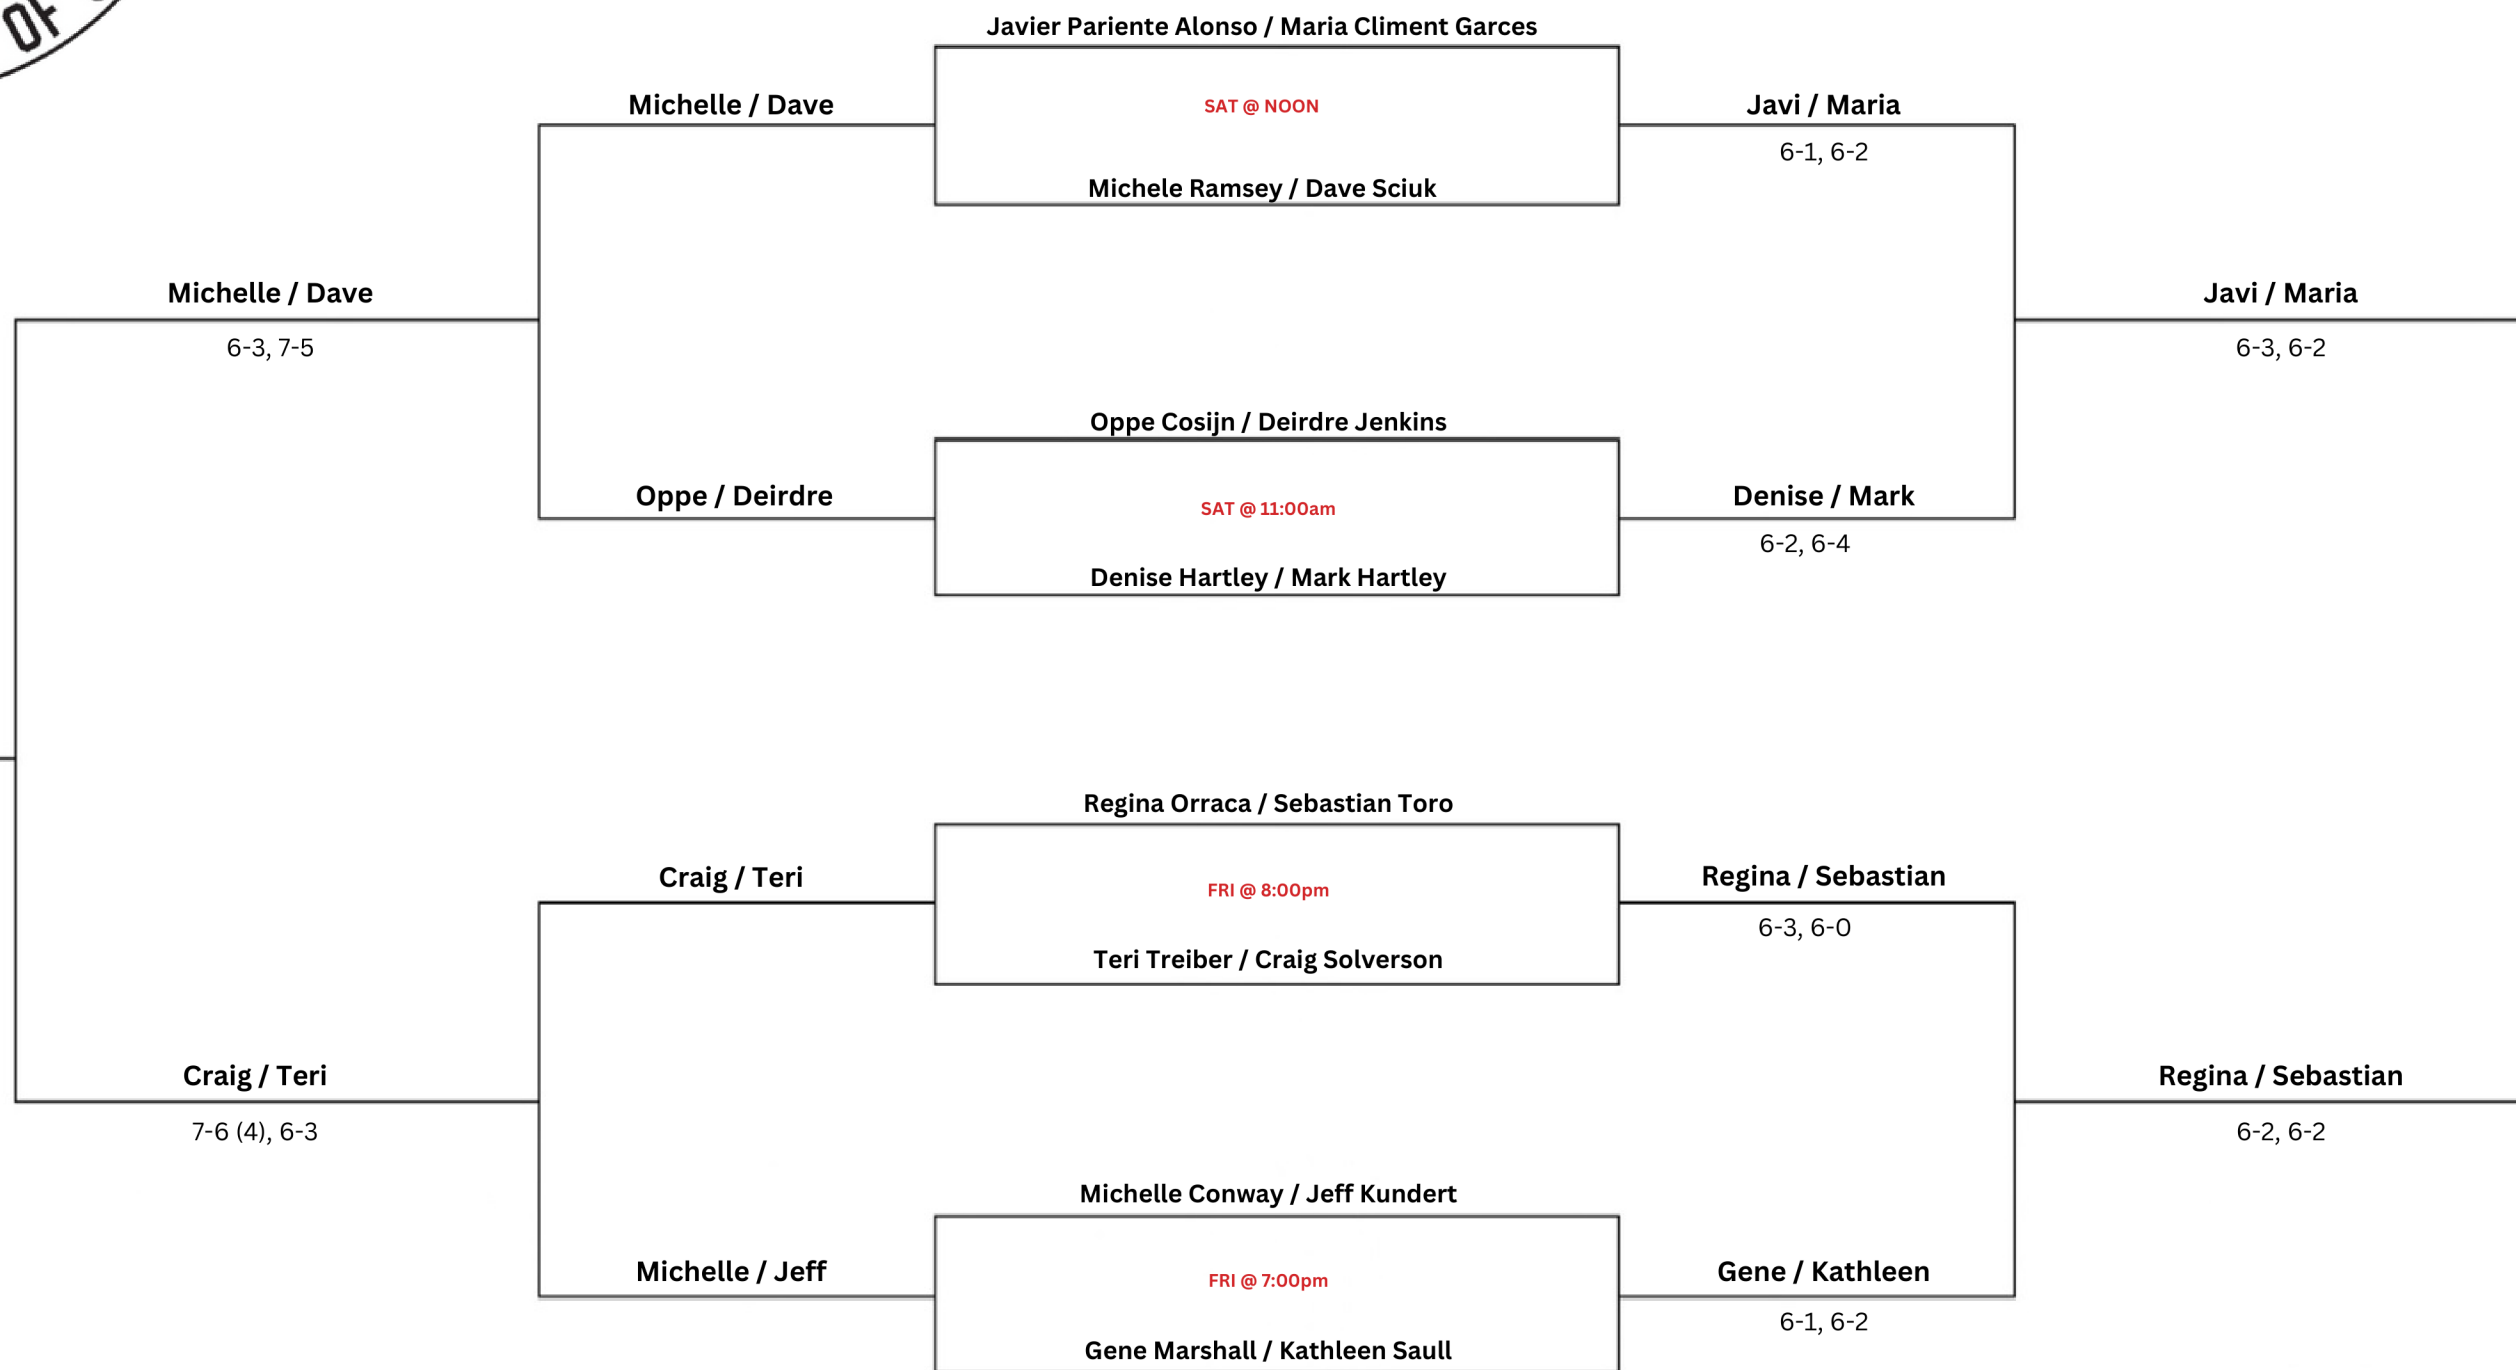 OF
Javier Pariente Alonso / Maria Climent Garces
Michelle / Dave
SAT @ NOON
Javi / Maria
6-1, 6-2
Michele Ramsey / Dave Sciuk
Michelle / Dave
Javi / Maria
6-3, 7-5
6-3, 6-2
Oppe Cosijn / Deirdre Jenkins
Oppe / Deirdre
SAT @ 11:00am
Denise / Mark
6-2, 6-4
Denise Hartley / Mark Hartley
Regina Orraca / Sebastian Toro
Craig / Teri
FRI @ 8:00pm
Regina / Sebastian
6-3, 6-0
Teri Treiber / Craig Solverson
Craig / Teri
Regina / Sebastian
7-6 (4), 6-3
6-2, 6-2
Michelle Conway / Jeff Kundert
Michelle / Jeff
FRI @ 7:00pm
Gene / Kathleen
6-1, 6-2
Gene Marshall / Kathleen Saull